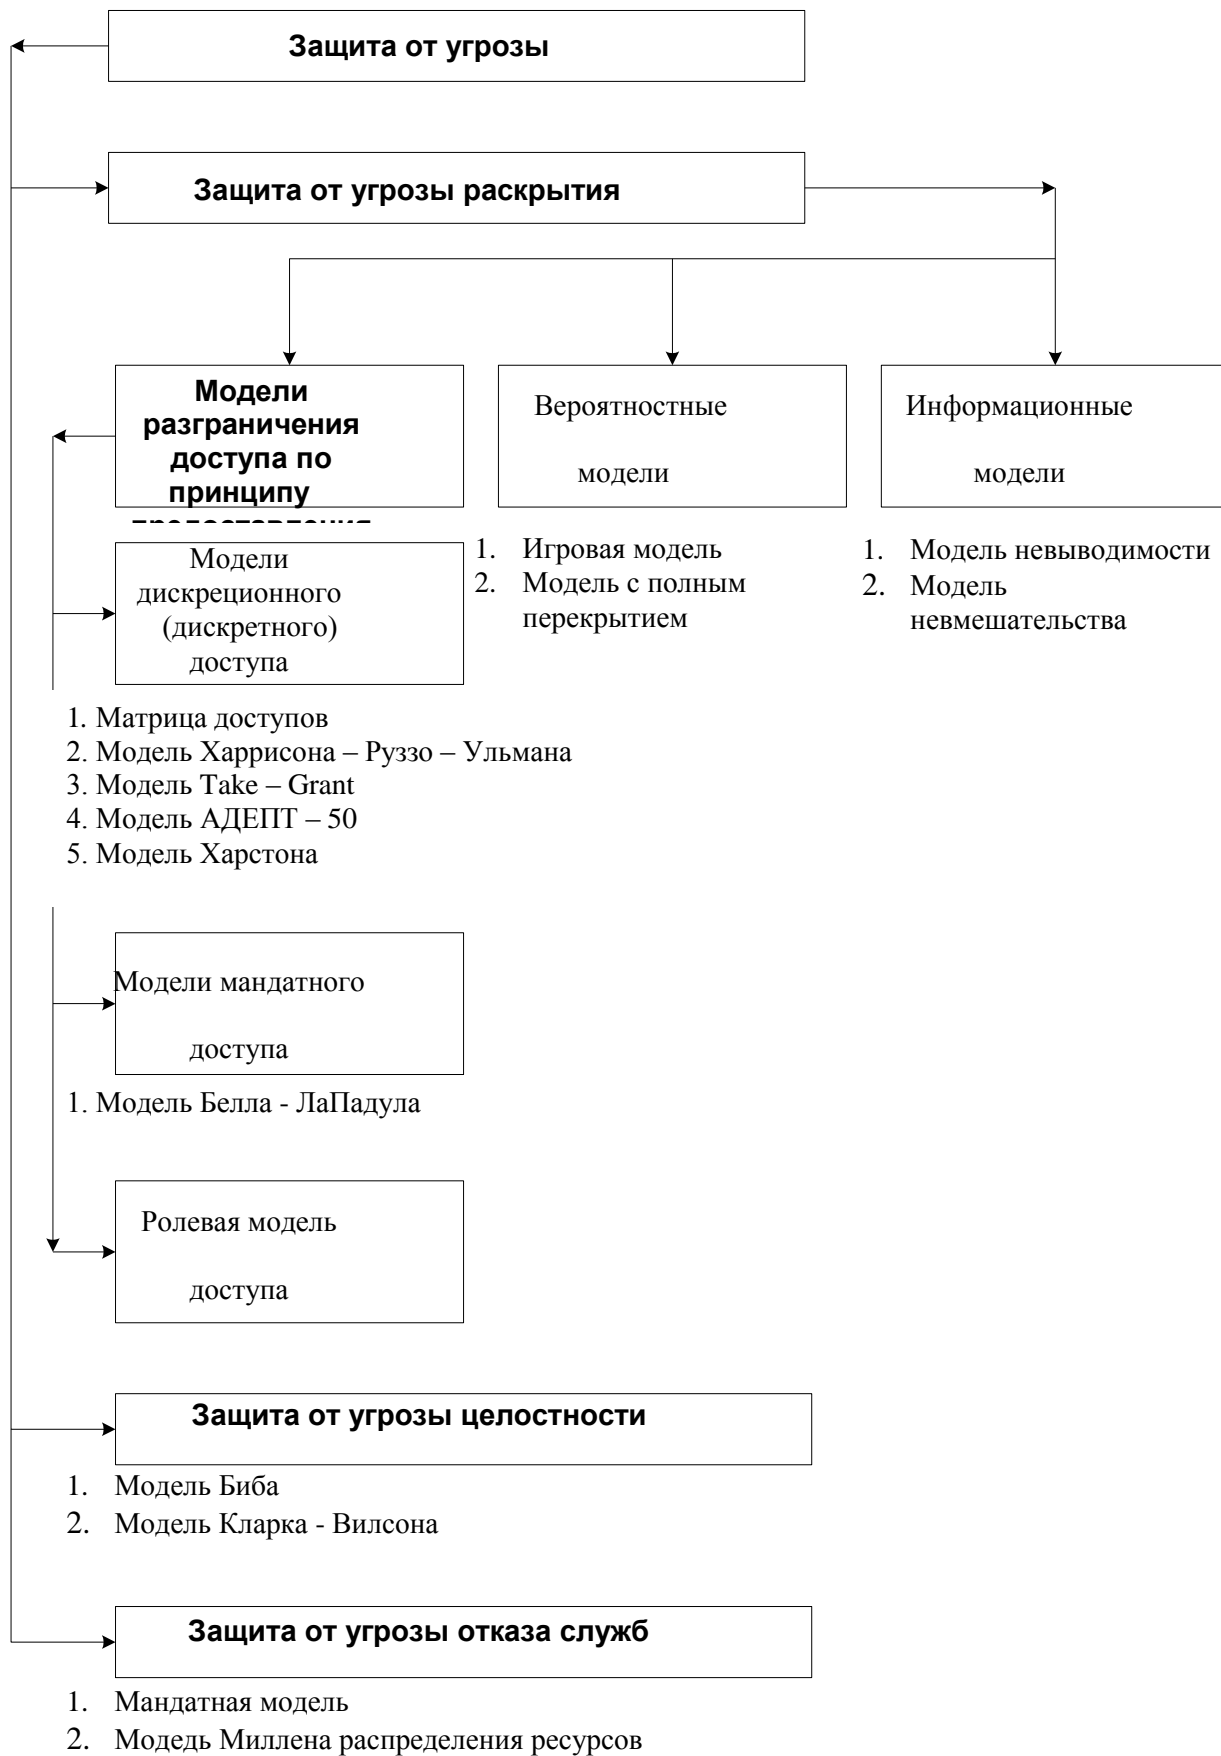 Защита от угрозы
Защита от угрозы раскрытия
Модели
разграничения
доступа по
принципу
предоставления
Вероятностные
модели
Информационные
модели
Модели
дискреционного
(дискретного)
доступа
1. Игровая модель
2. Модель с полным
перекрытием
1. Модель невыводимости
2. Модель
невмешательства
1. Матрица доступов
2. Модель Харрисона – Руззо – Ульмана
3. Модель Take – Grant
4. Модель АДЕПТ – 50
5. Модель Харстона
Модели мандатного
доступа
1. Модель Белла - ЛаПадула
Ролевая модель
доступа
Защита от угрозы целостности
1. Модель Биба
2. Модель Кларка - Вилсона
Защита от угрозы отказа служб
1. Мандатная модель
2. Модедь Миллена распределения ресурсов